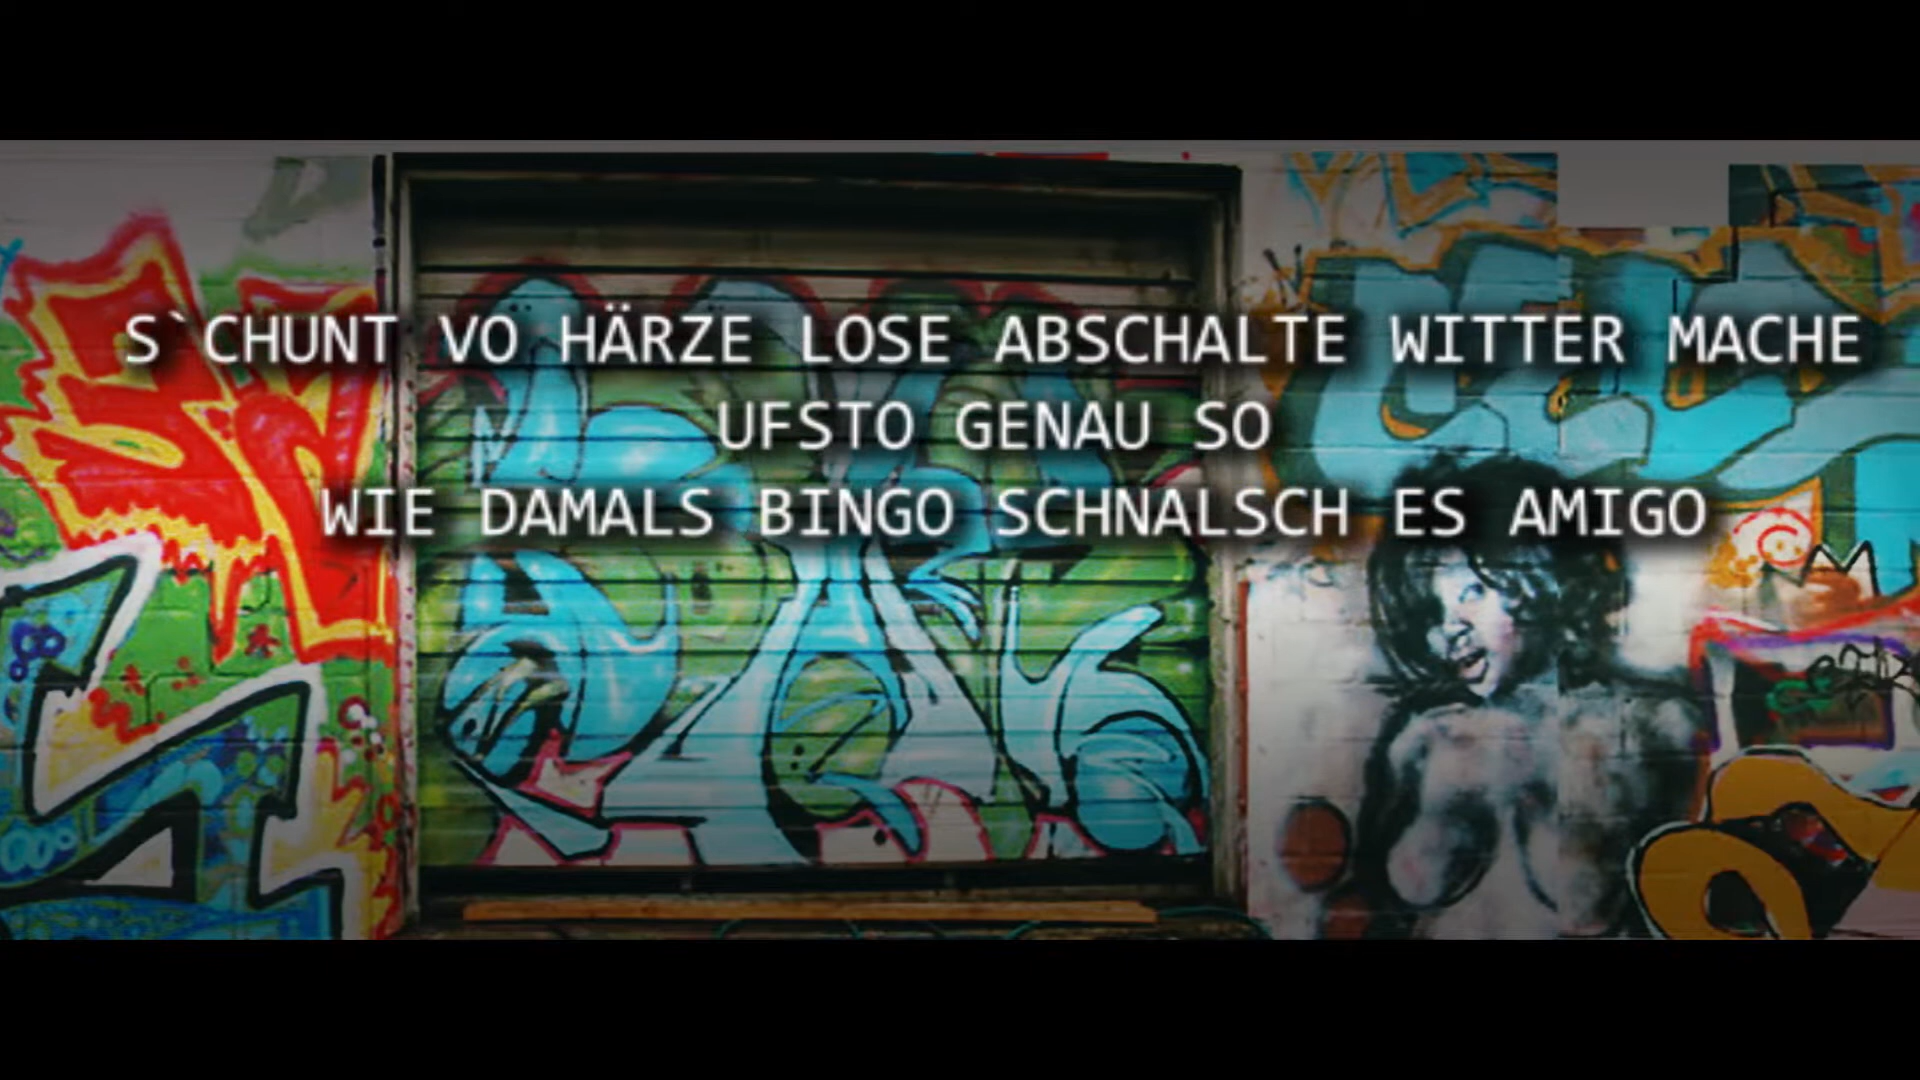 S`CHUNT VO HÄRZE LOSE ABSCHALTE WITTER MACHE
UFSTO GENAU SO
WIE DAMALS BINGO SCHNALSCH ES AMIGO